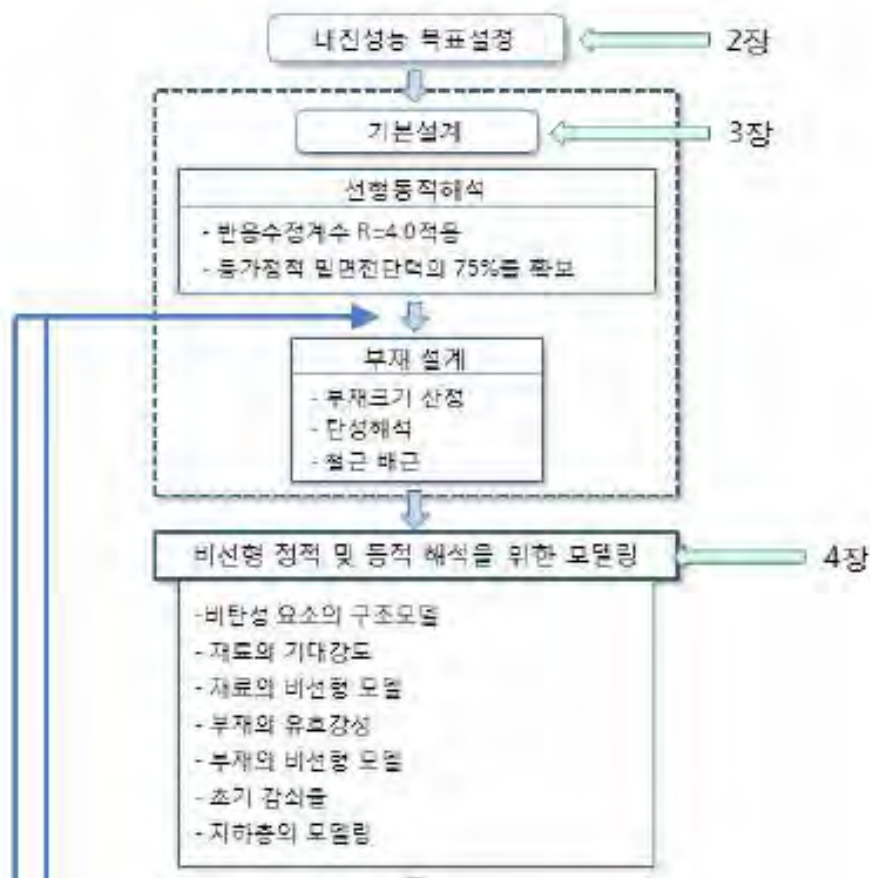 내진성능 목표설정
2장
기본설계
3장
선형동적해석
- 반응수정계수 R=4.0적용
- 등가정적 밑면전단력의 75%를 확보
부재 설계
- 부재크기 산정
- 탄성해석
- 철근 배근
비선형 정적 및 동적 해석을 위한 모델링
4장
-비탄성 요소의 구조모델
- 재료의 기대강도
- 재료의 비선형 모델
- 부재의 유효강성
- 부재의 비선형 모델
- 초기 감쇠율
- 지하층의 모델링